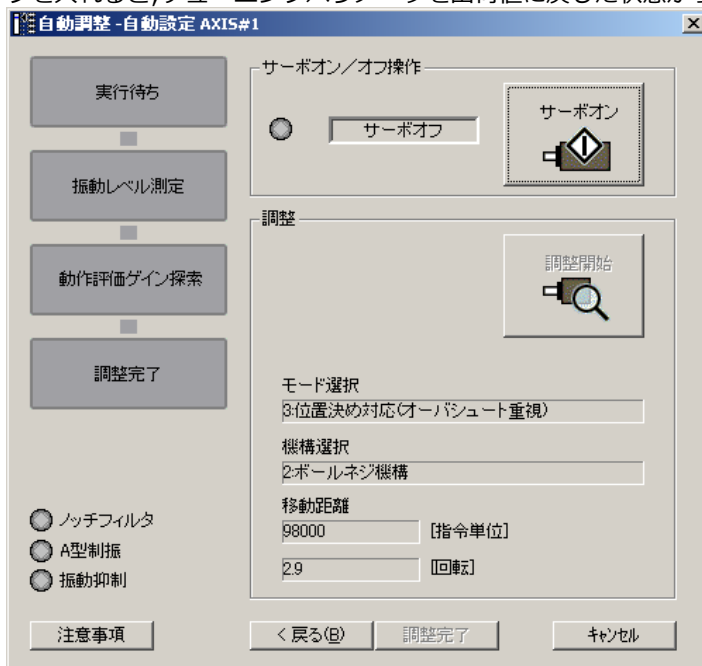 自動調整 -自動設定 AXIS#1
実行待ち
振動レベル測定
動作評価ゲイン探索
調整完了
ノッチフィルタ
A型制振
振動抑制
注意事項
サーボオン／オフ操作
サーボオフ
サーボオン
調整
調整開始
モード選択
3:位置決め対応(オーバシュート重視)
機構選択
2:ボールネジ機構
移動距離
98000 [指令単位]
2.9 [回転]
< 戻る(B)
調整完了
キャンセル